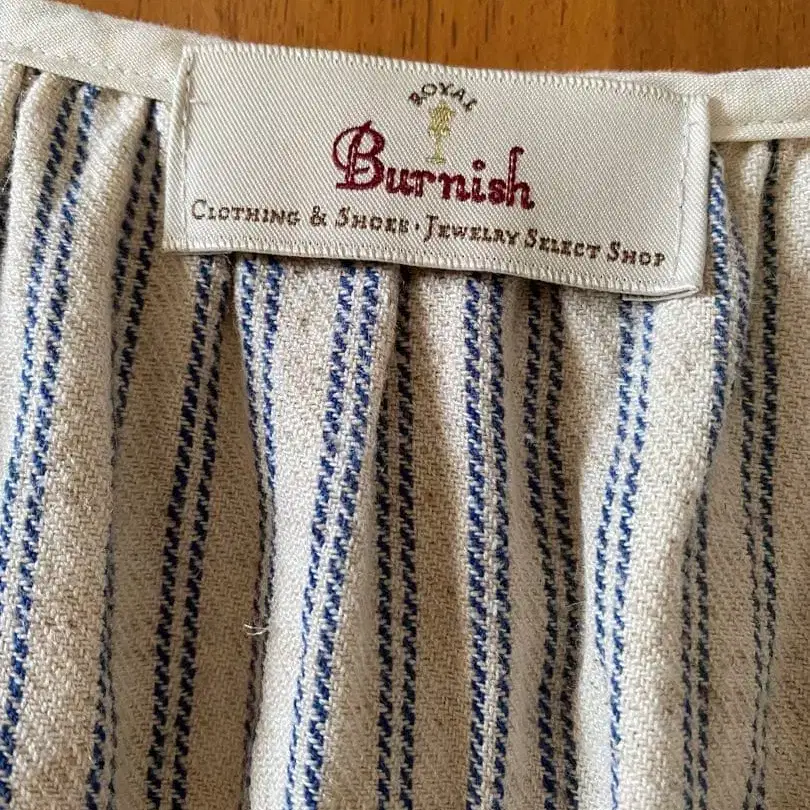 ROYAL
Burnish
CLOTHING & SHOES · JEWELRY SELECT SHOP